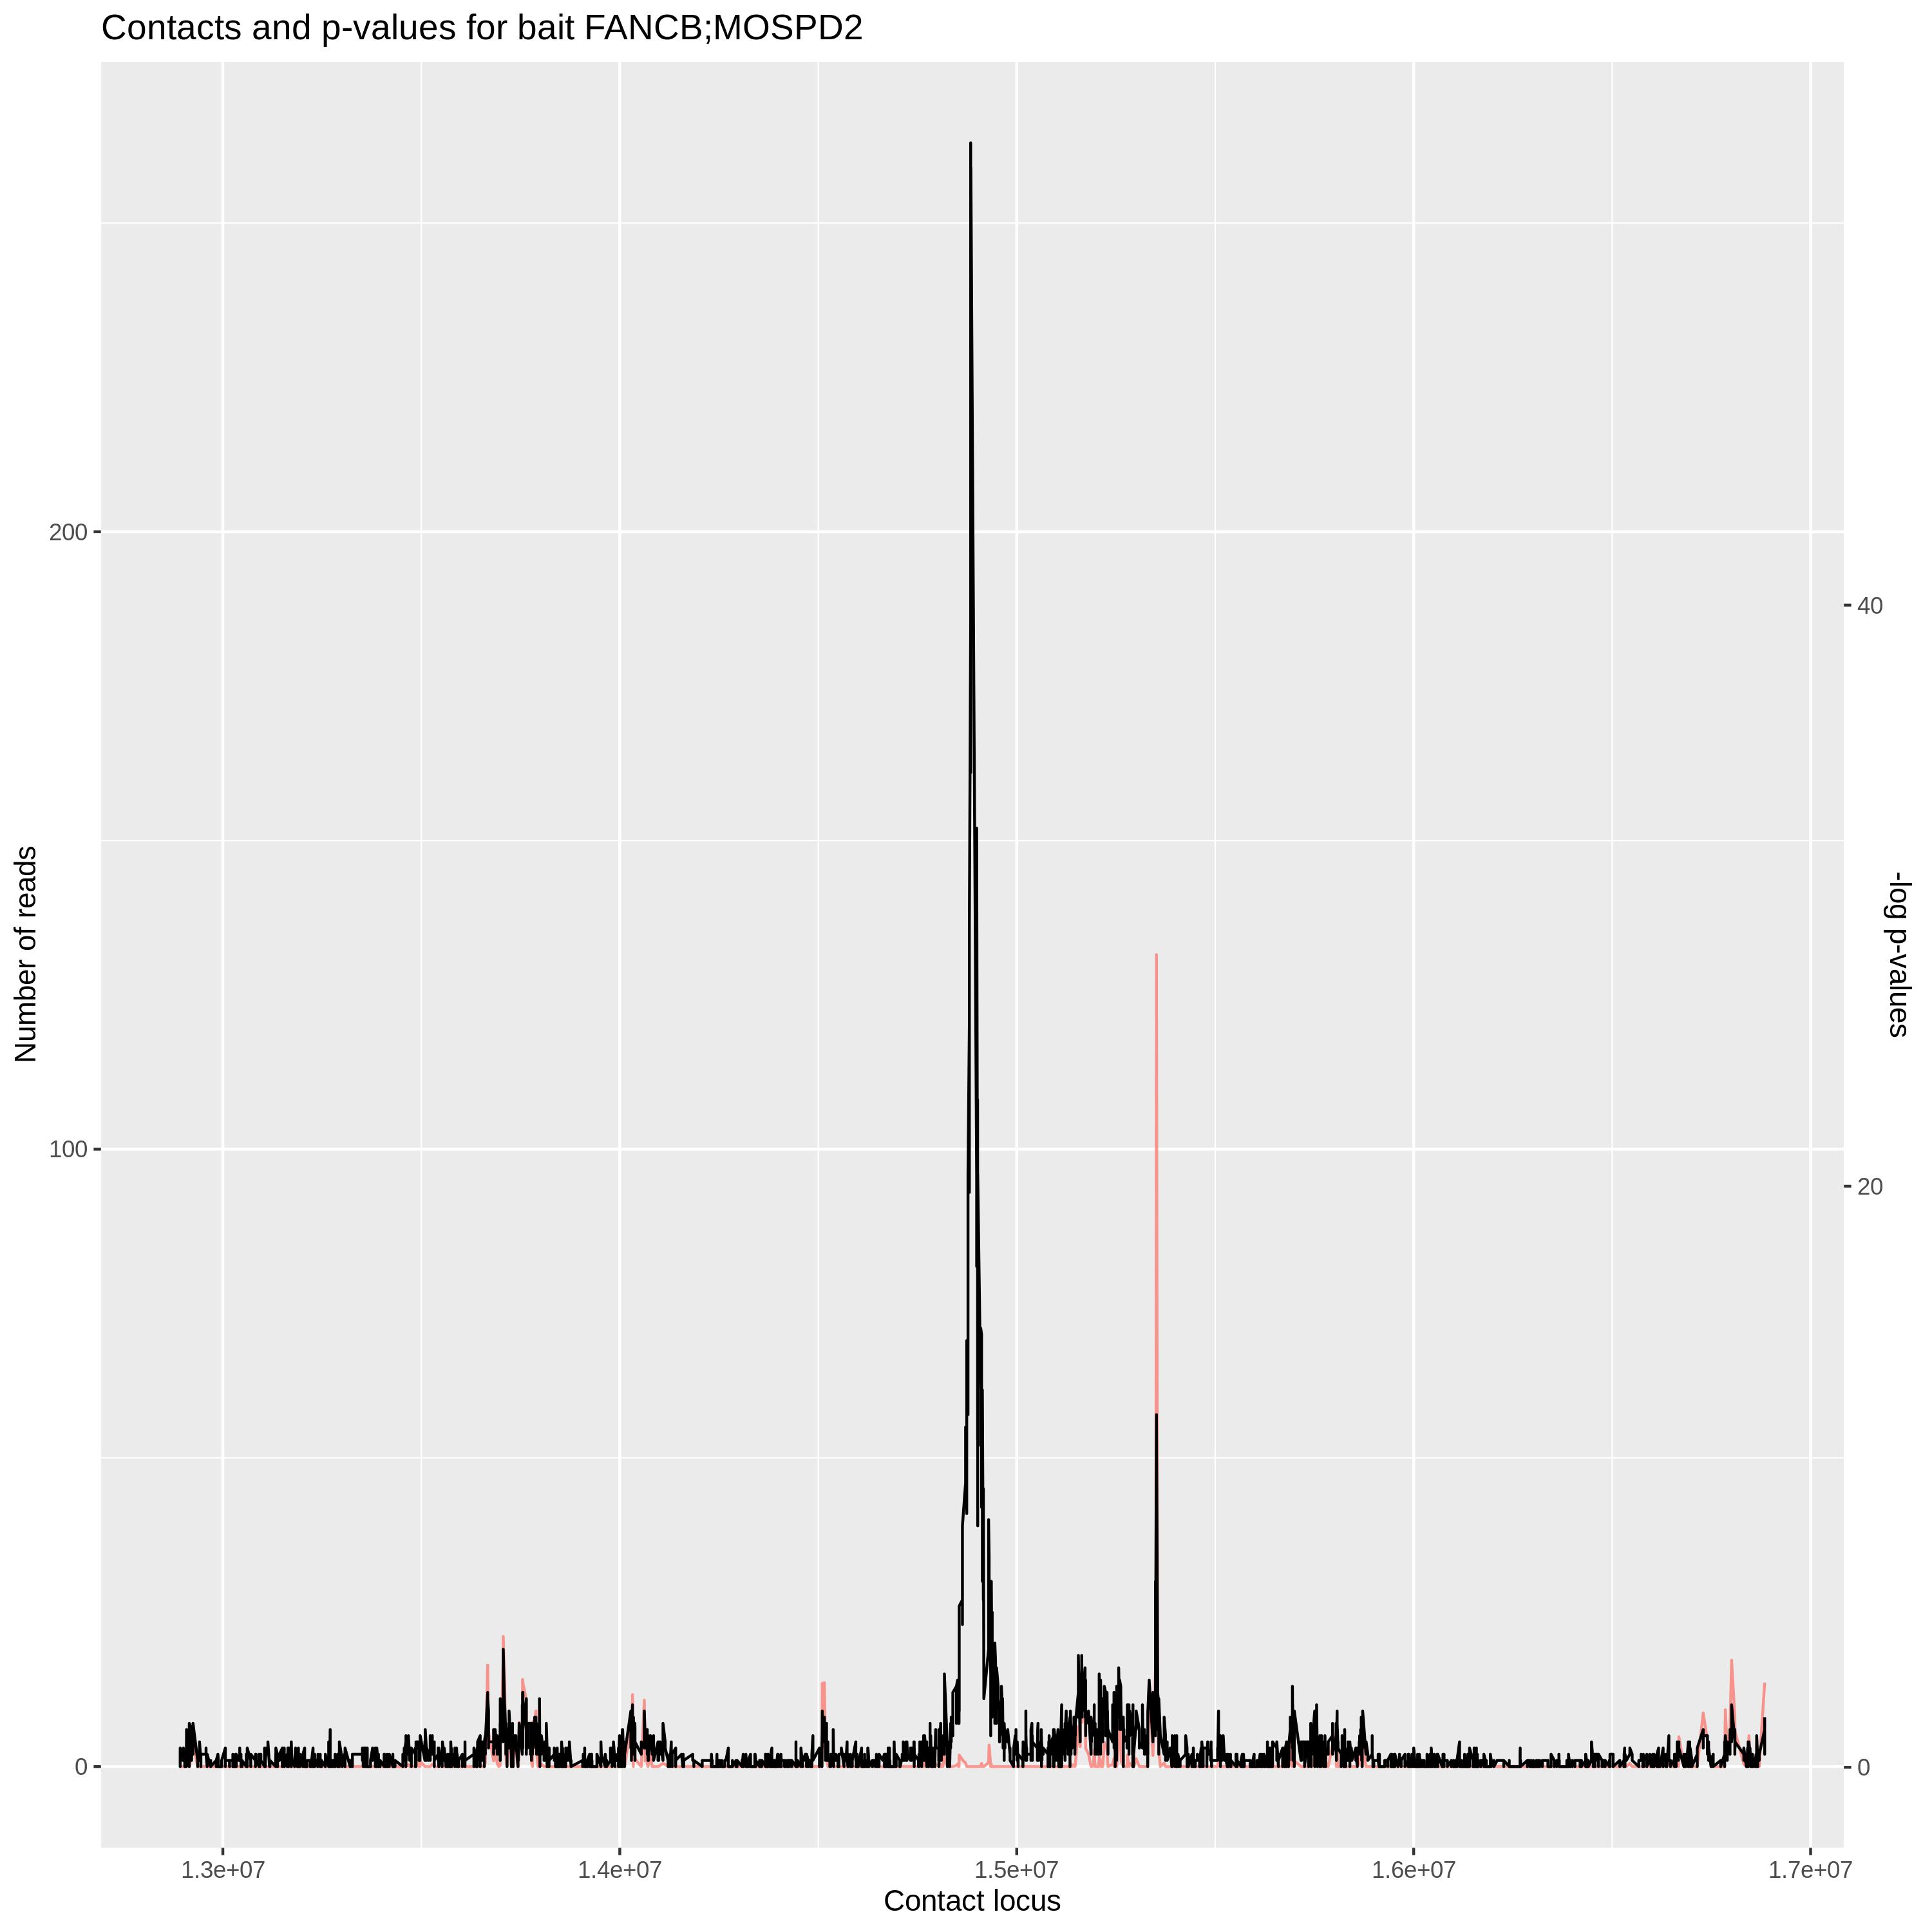 Contacts and p-values for bait FANCB;MOSPD2
Number of reads
200
100
0
40
20
0
-log p-values
1.3e+07
1.4e+07
1.5e+07
1.6e+07
1.7e+07
Contact locus